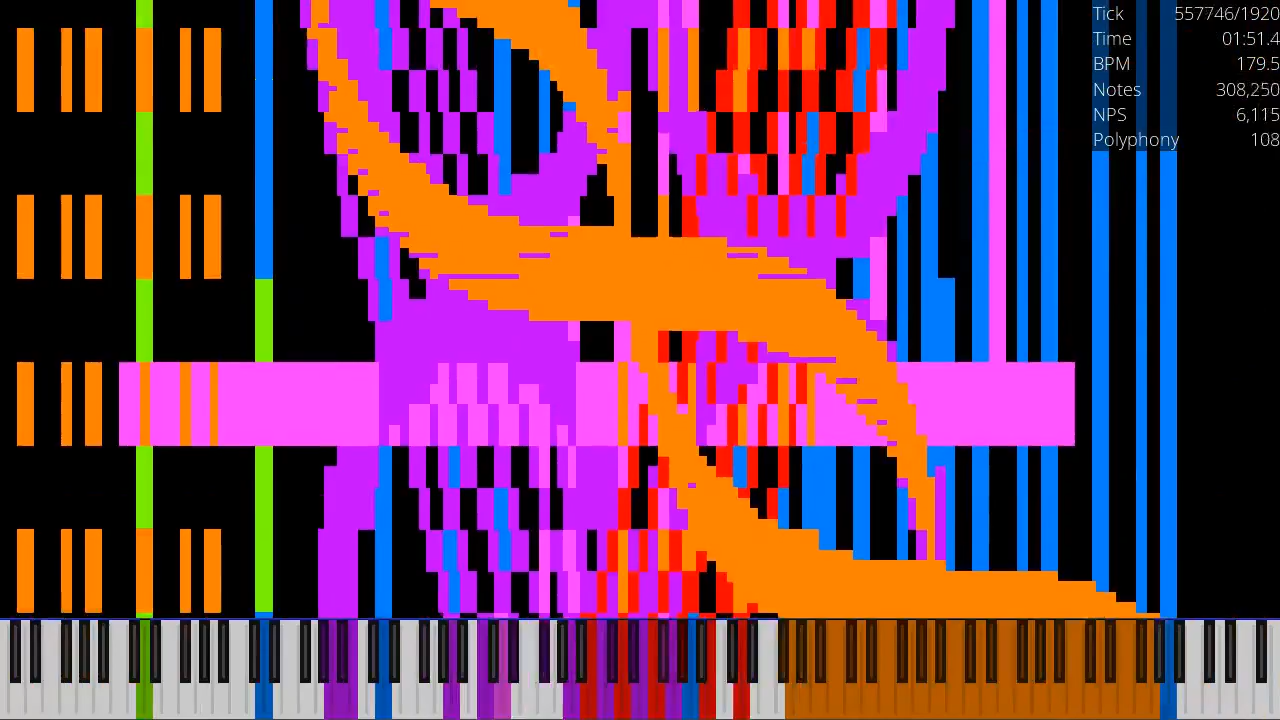 Tick 557746/1920
Time 01:51.4
BPM 179.5
Notes 308,250
NPS 6,115
Polyphony 108